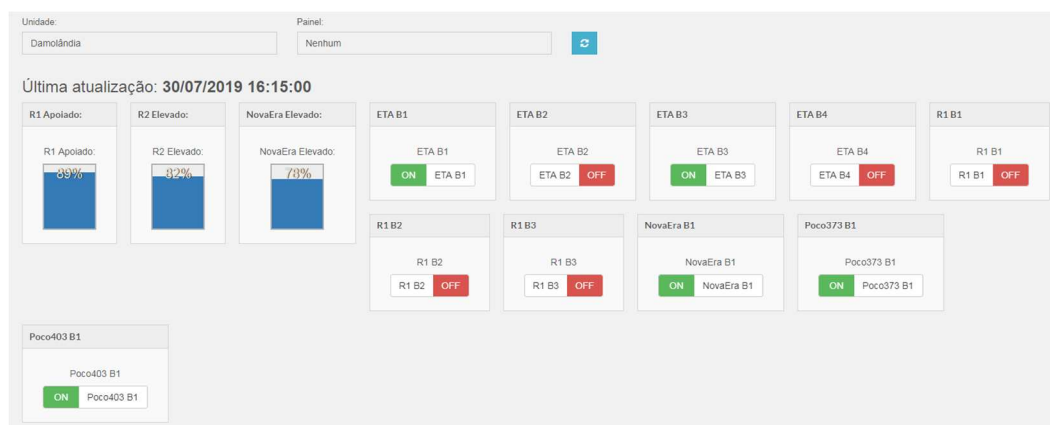 Unidade:
Painel:
Damolândia
Nenhum
Última atualização: 30/07/2019 16:15:00
R1 Apoiado:
R2 Elevado:
NovaEra Elevado:
ETA B1
ETA B2
ETA B3
ETA B4
R1 B1
R1 Apoiado:
R2 Elevado:
NovaEra Elevado:
ETA B1
ETA B2
ETA B3
ETA B4
R1 B1
89%
82%
78%
ON ETA B1
ETA B2 OFF
ON ETA B3
ETA B4 OFF
R1 B1 OFF
R1 B2
R1 B3
NovaEra B1
Poco373 B1
R1 B2
R1 B3
NovaEra B1
Poco373 B1
R1 B2 OFF
R1 B3 OFF
ON NovaEra B1
ON Poco373 B1
Poco403 B1
Poco403 B1
ON Poco403 B1